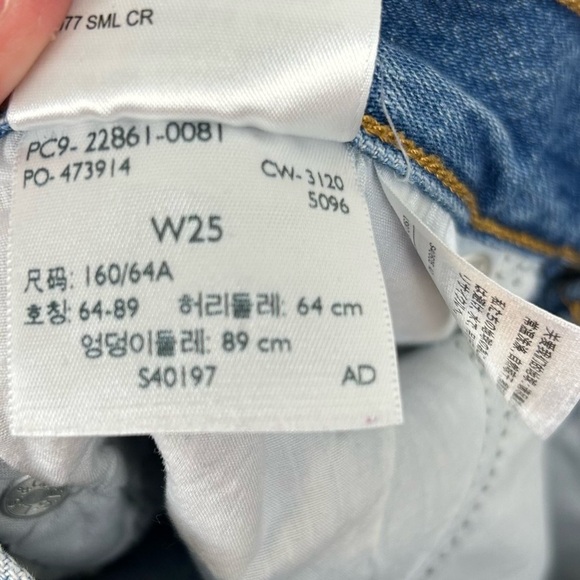 77 SML CR
PC9-22861-0081
PO-473914
CW-3120
5096
W25
尺码: 160/64A
호칭: 64-89 허리둘레: 64 cm
엉덩이둘레: 89 cm
S40197 AD